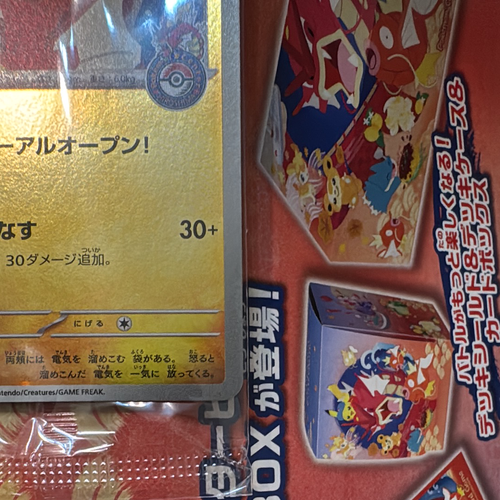 重さ 6.0kg
ーアルオープン！
なす 30+
30ダメージ追加。
にげる
両頬には 電気を 溜めこむ 袋がある。 怒ると
溜めこんだ 電気を 一気に 放ってくる。
ntendo/Creatures/GAME FREAK.
BOXが登場！
バトルがもっと楽しくなる！
デッキシールド&デッキケース&
カードボックス